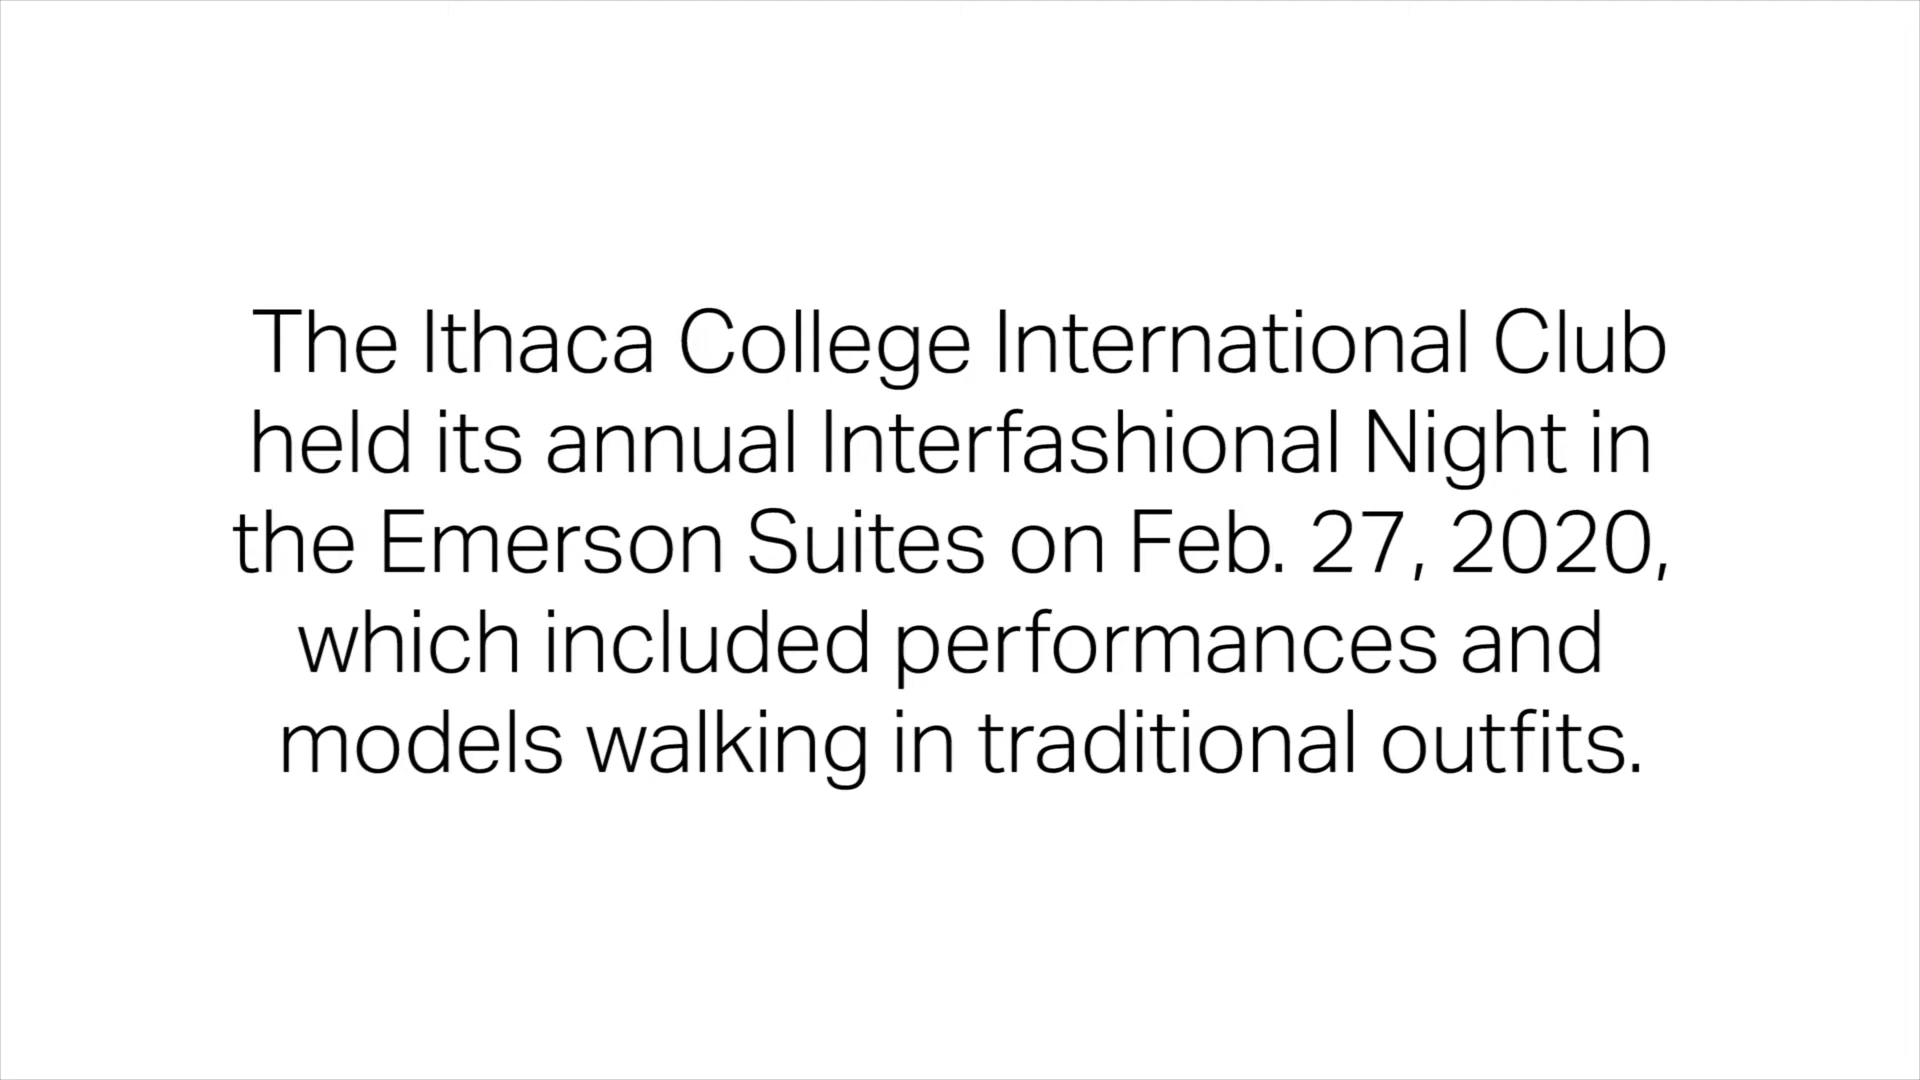 The Ithaca College International Club
held its annual Interfashional Night in
the Emerson Suites on Feb. 27, 2020,
which included performances and
models walking in traditional outfits.